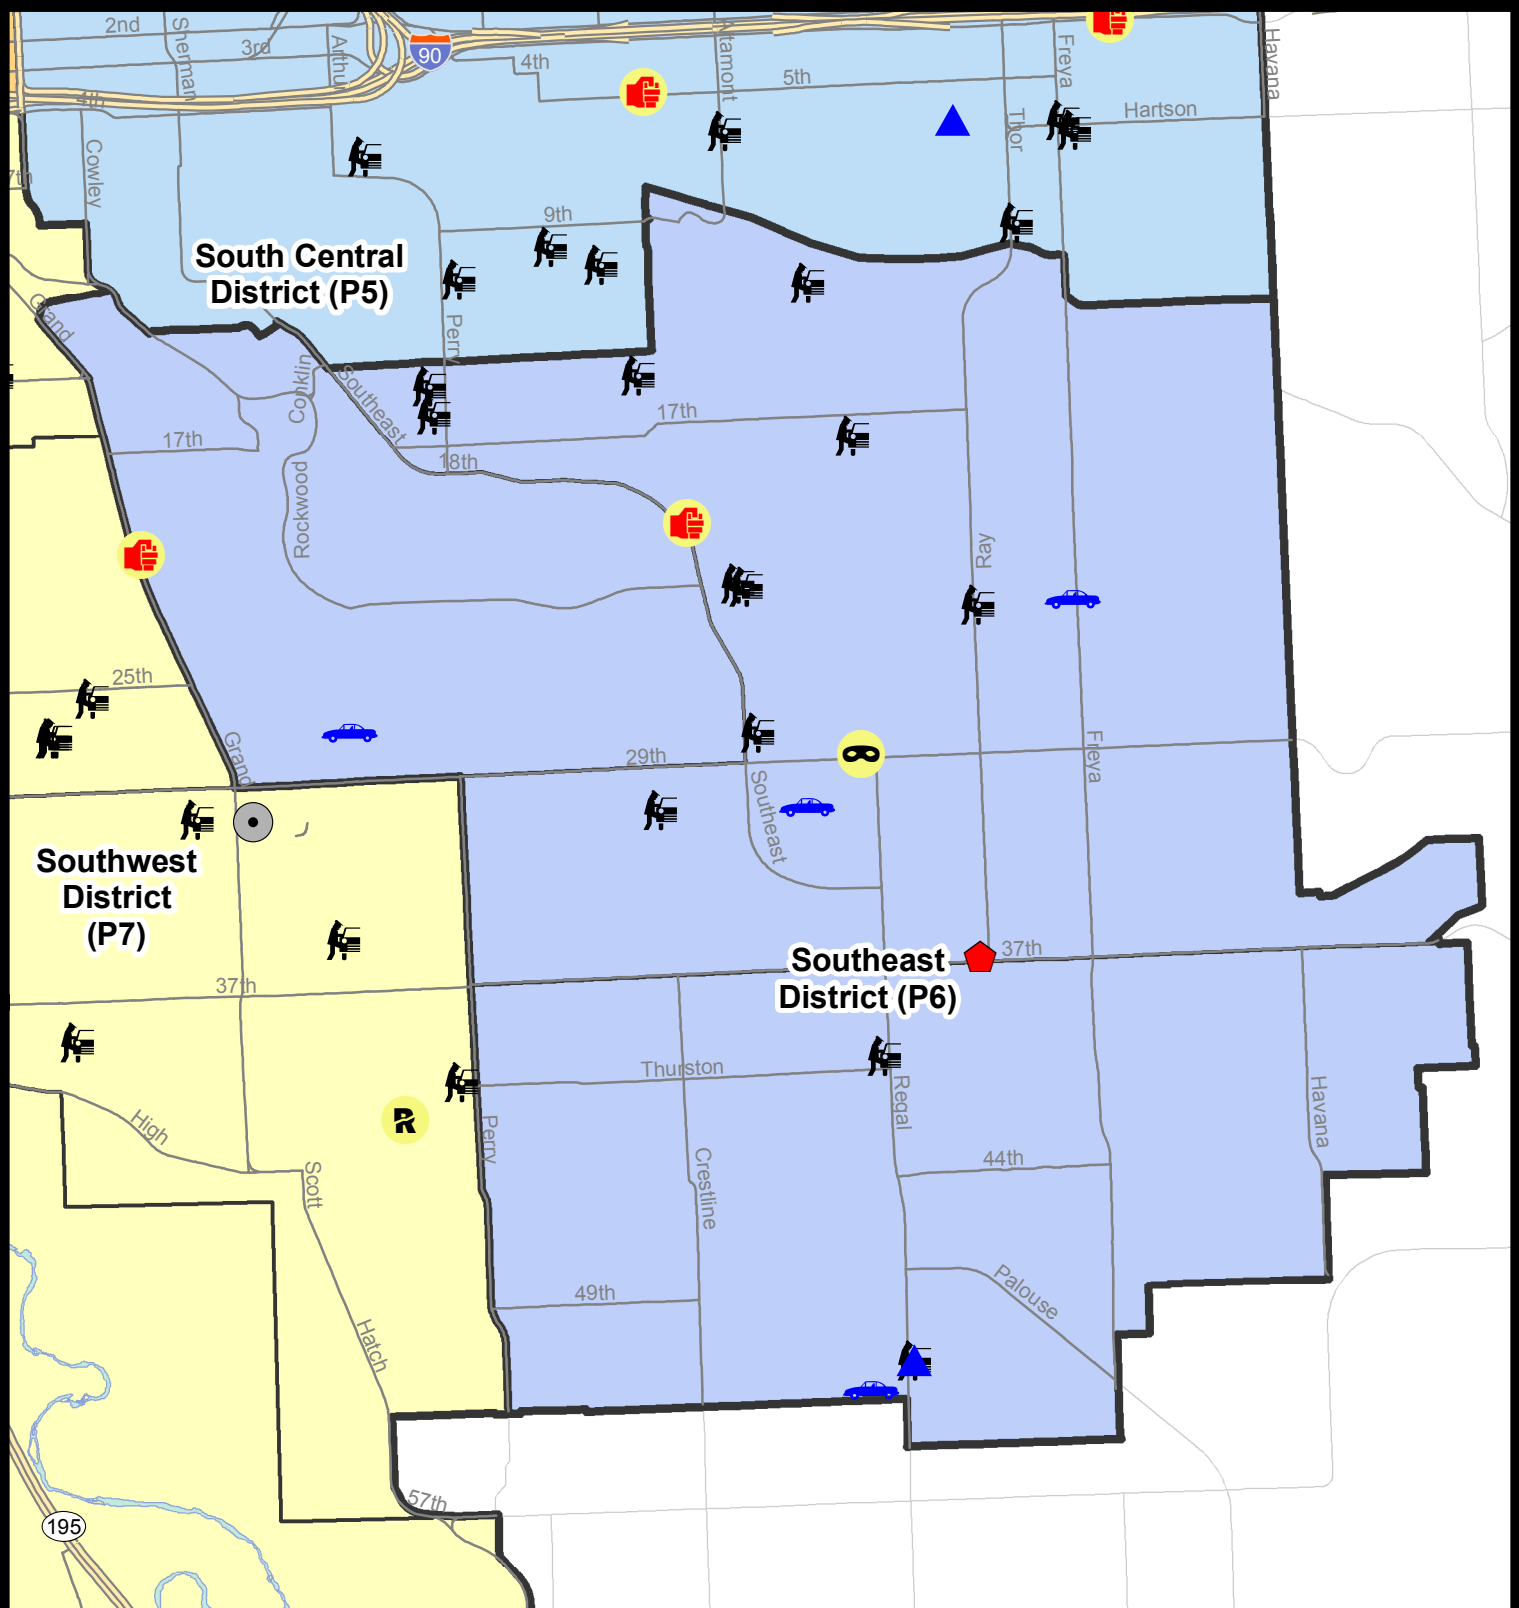 2nd
Sherman
3rd
Arthur
90
4th
Altamont
5th
Freya
Havana
4th
Hartson
Thor
Cowley
7th
9th
South Central
District (P5)
Grand
Perry
Conklin
Southeast
17th
17th
18th
Rockwood
Ray
25th
Grand
29th
Freya
Southeast
Southwest
District
(P7)
37th
Southeast
District (P6)
37th
Thurston
Regal
Havana
High
Perry
Scott
Crestline
44th
49th
Palouse
Hatch
57th
195